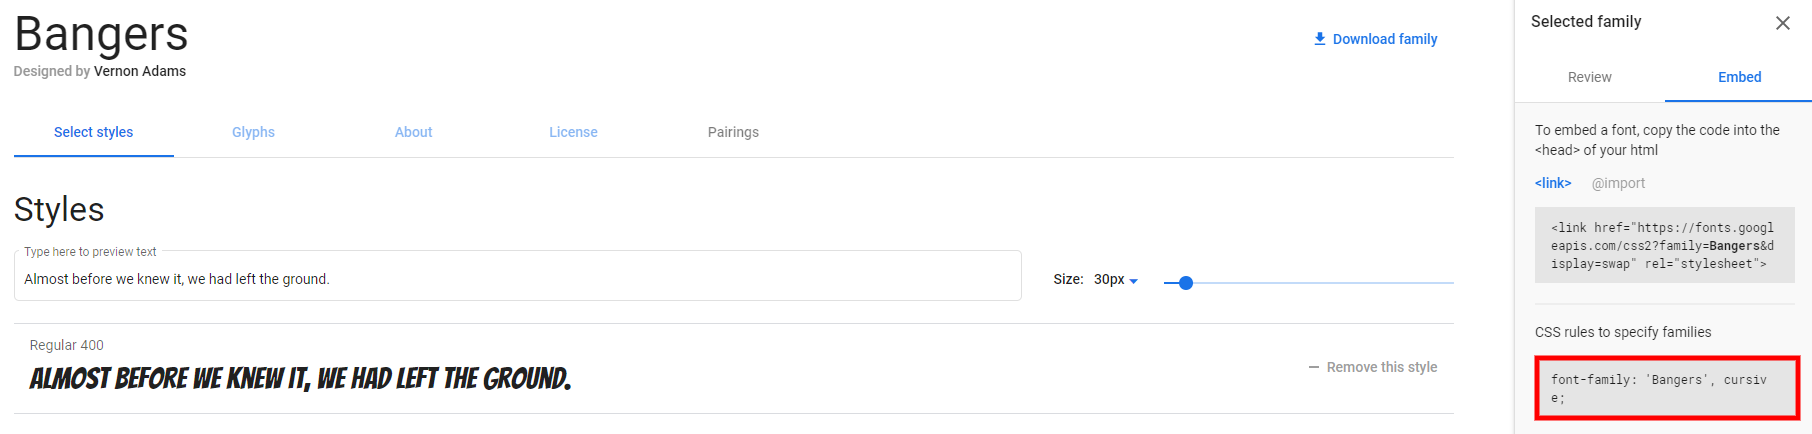 Bangers
Designed by Vernon Adams
Download family
Select styles
Glyphs
About
License
Pairings
Styles
Type here to preview text
Almost before we knew it, we had left the ground.
Size: 30px
Regular 400
ALMOST BEFORE WE KNEW IT, WE HAD LEFT THE GROUND.
Remove this style
Selected family
Review
Embed
To embed a font, copy the code into the
<head> of your html
<link>
@import
<link href="https://fonts.googl
eapis.com/css2?family=Bangers&d
isplay=swap" rel="stylesheet">
CSS rules to specify families
font-family: 'Bangers', cursiv
e;